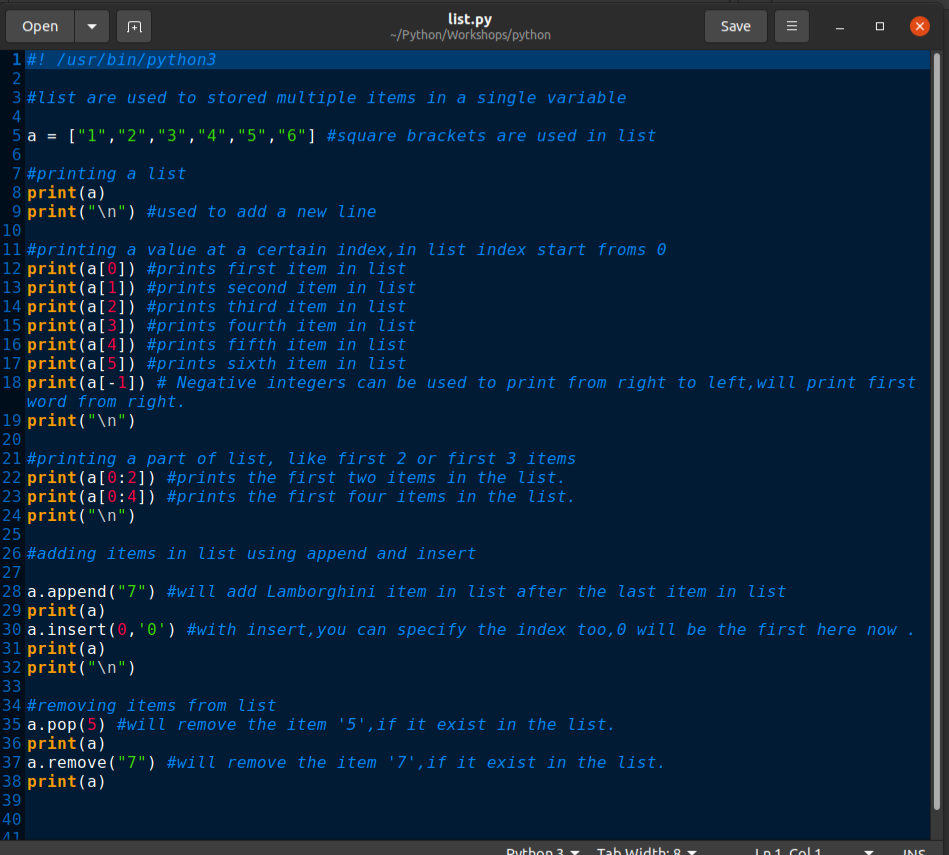 Open
list.py
~/Python/Workshops/python
Save
1 #! /usr/bin/python3
2
3 #list are used to stored multiple items in a single variable
4
5 a = ["1","2","3","4","5","6"] #square brackets are used in list
6
7 #printing a list
8 print(a)
9 print("\n") #used to add a new line
10
11 #printing a value at a certain index,in list index start froms 0
12 print(a[0]) #prints first item in list
13 print(a[1]) #prints second item in list
14 print(a[2]) #prints third item in list
15 print(a[3]) #prints fourth item in list
16 print(a[4]) #prints fifth item in list
17 print(a[5]) #prints sixth item in list
18 print(a[-1]) # Negative integers can be used to print from right to left,will print first
word from right.
19 print("\n")
20
21 #printing a part of list, like first 2 or first 3 items
22 print(a[0:2]) #prints the first two items in the list.
23 print(a[0:4]) #prints the first four items in the list.
24 print("\n")
25
26 #adding items in list using append and insert
27
28 a.append("7") #will add Lamborghini item in list after the last item in list
29 print(a)
30 a.insert(0,'0') #with insert,you can specify the index too,0 will be the first here now .
31 print(a)
32 print("\n")
33
34 #removing items from list
35 a.pop(5) #will remove the item '5',if it exist in the list.
36 print(a)
37 a.remove("7") #will remove the item '7',if it exist in the list.
38 print(a)
39
40
41
Python 3 Tab Width: 8 Ln 1, Col 1 INS